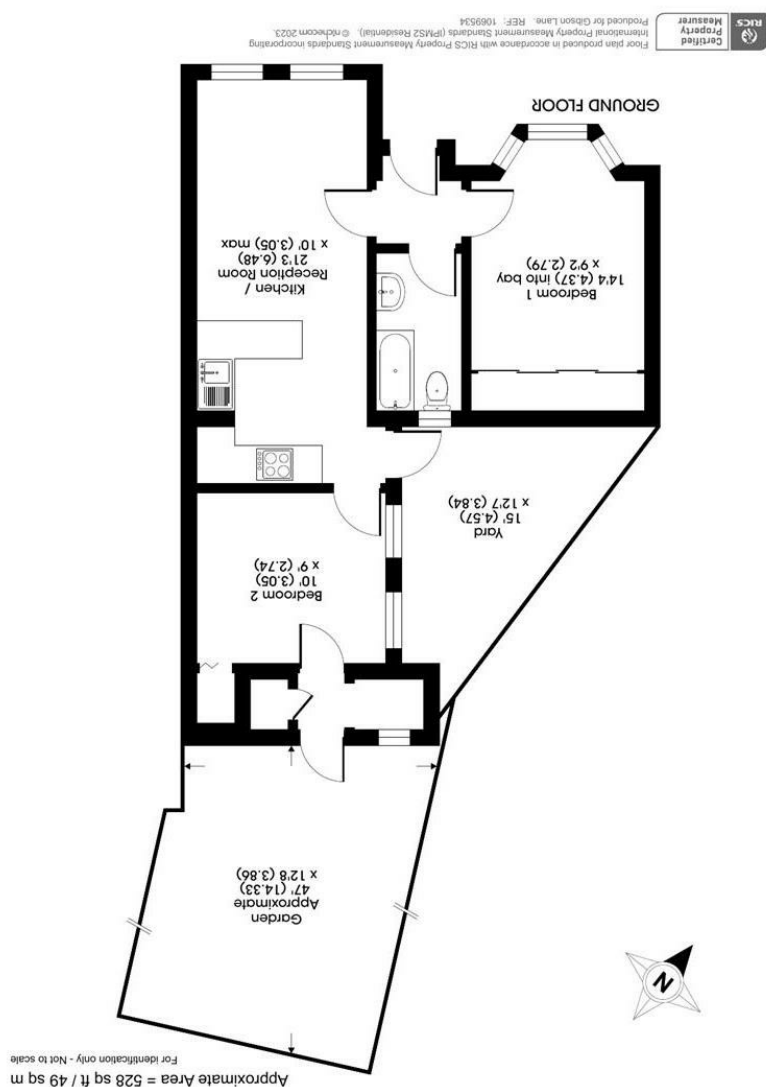 Approximate Area = 528 sq ft / 49 sq m
For identification only - Not to scale
N
Garden
Approximate
47' (14.33)
x 12'8 (3.86)
Bedroom 2
10' (3.05)
x 9' (2.74)
Yard
15' (4.57)
x 12'7 (3.84)
Bedroom 1
14'4 (4.37) into bay
x 9'2 (2.79)
Kitchen /
Reception Room
21'3 (6.48)
x 10' (3.05) max
GROUND FLOOR
RICS
Certified
Property
Measurer
Floor plan produced in accordance with RICS Property Measurement Standards incorporating
International Property Measurement Standards (IPMS2 Residential). © nichecom 2023.
Produced for Gibson Lane. REF: 1069534